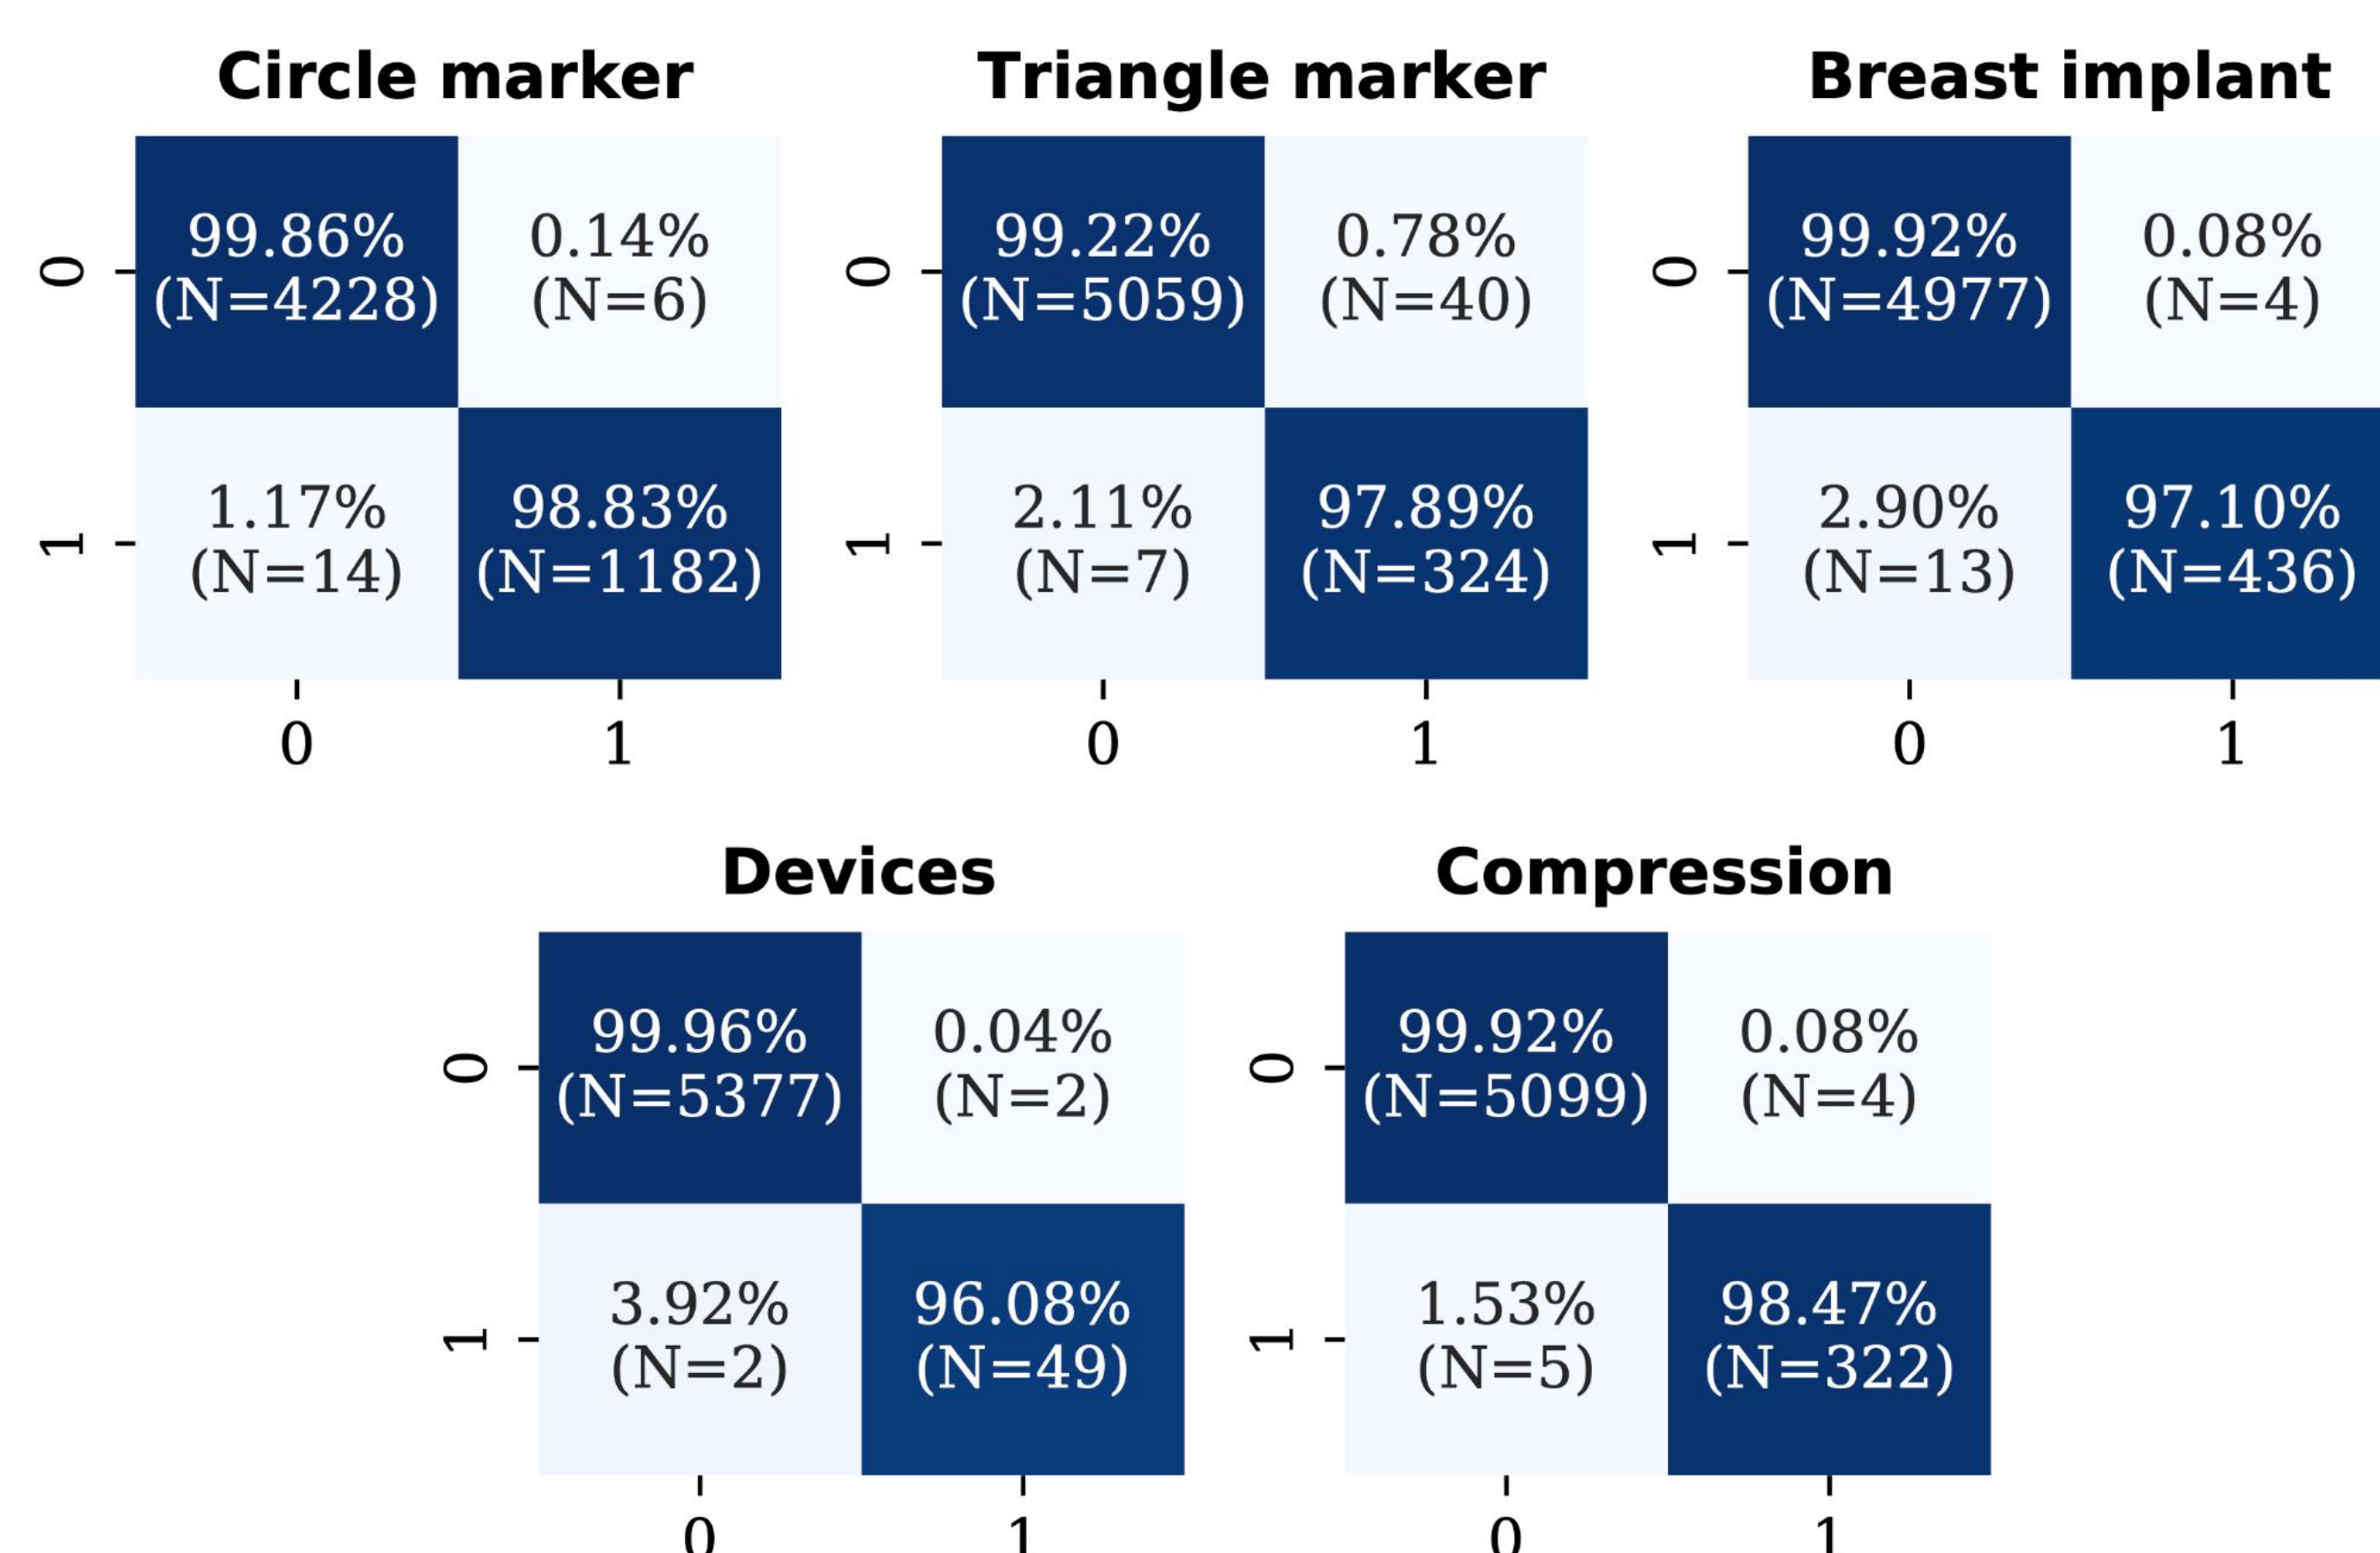 Circle marker
Triangle marker
Breast implant
0
99.86%
(N=4228)
0.14%
(N=6)
1
1.17%
(N=14)
98.83%
(N=1182)
0
1
0
99.22%
(N=5059)
0.78%
(N=40)
1
2.11%
(N=7)
97.89%
(N=324)
0
1
0
99.92%
(N=4977)
0.08%
(N=4)
1
2.90%
(N=13)
97.10%
(N=436)
0
1
Devices
Compression
0
99.96%
(N=5377)
0.04%
(N=2)
1
3.92%
(N=2)
96.08%
(N=49)
0
1
0
99.92%
(N=5099)
0.08%
(N=4)
1
1.53%
(N=5)
98.47%
(N=322)
0
1